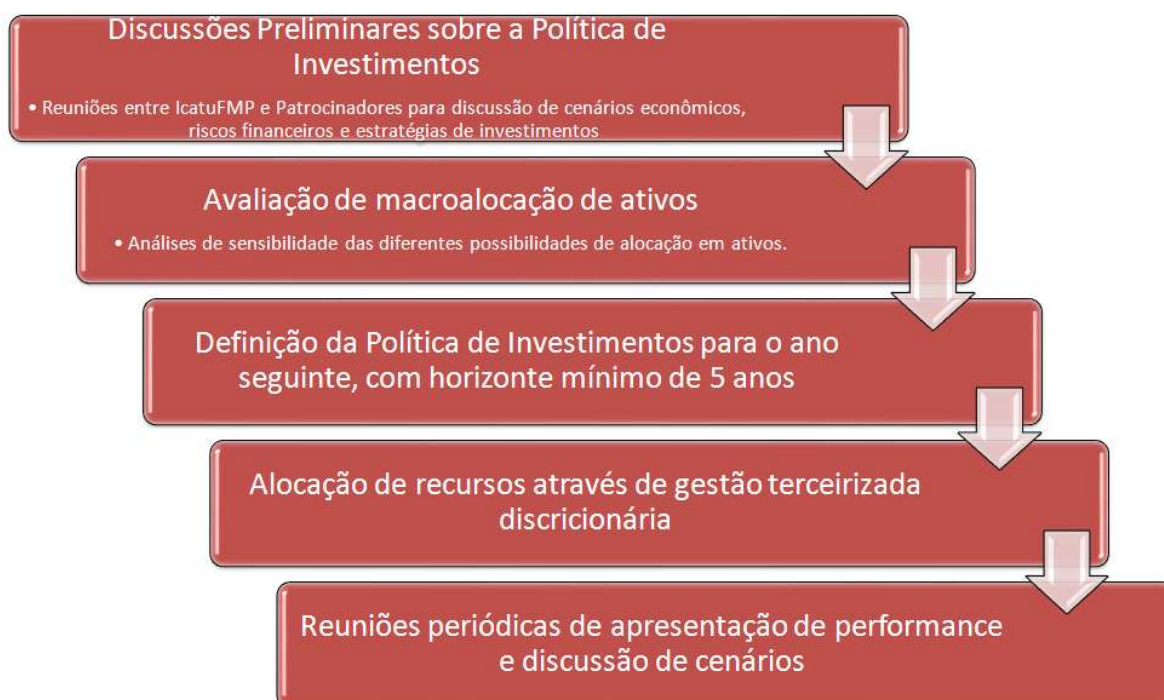 Discussões Preliminares sobre a Política de
Investimentos
• Reuniões entre IcatuFMP e Patrocinadores para discussão de cenários econômicos,
riscos financeiros e estratégias de investimentos
Avaliação de macroalocação de ativos
• Análises de sensibilidade das diferentes possibilidades de alocação em ativos.
Definição da Política de Investimentos para o ano
seguinte, com horizonte mínimo de 5 anos
Alocação de recursos através de gestão terceirizada
discricionária
Reuniões periódicas de apresentação de performance
e discussão de cenários